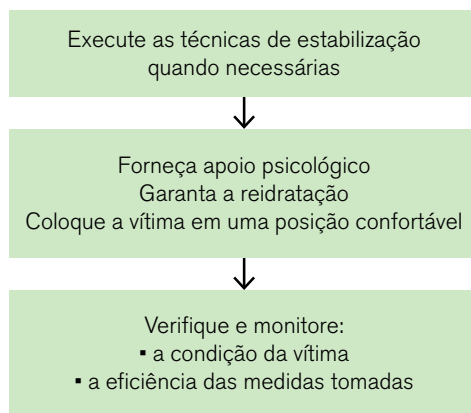 Execute as técnicas de estabilização
quando necessárias
Forneça apoio psicológico
Garanta a reidratação
Coloque a vítima em uma posição confortável
Verifique e monitore:
▪ a condição da vítima
▪ a eficiência das medidas tomadas